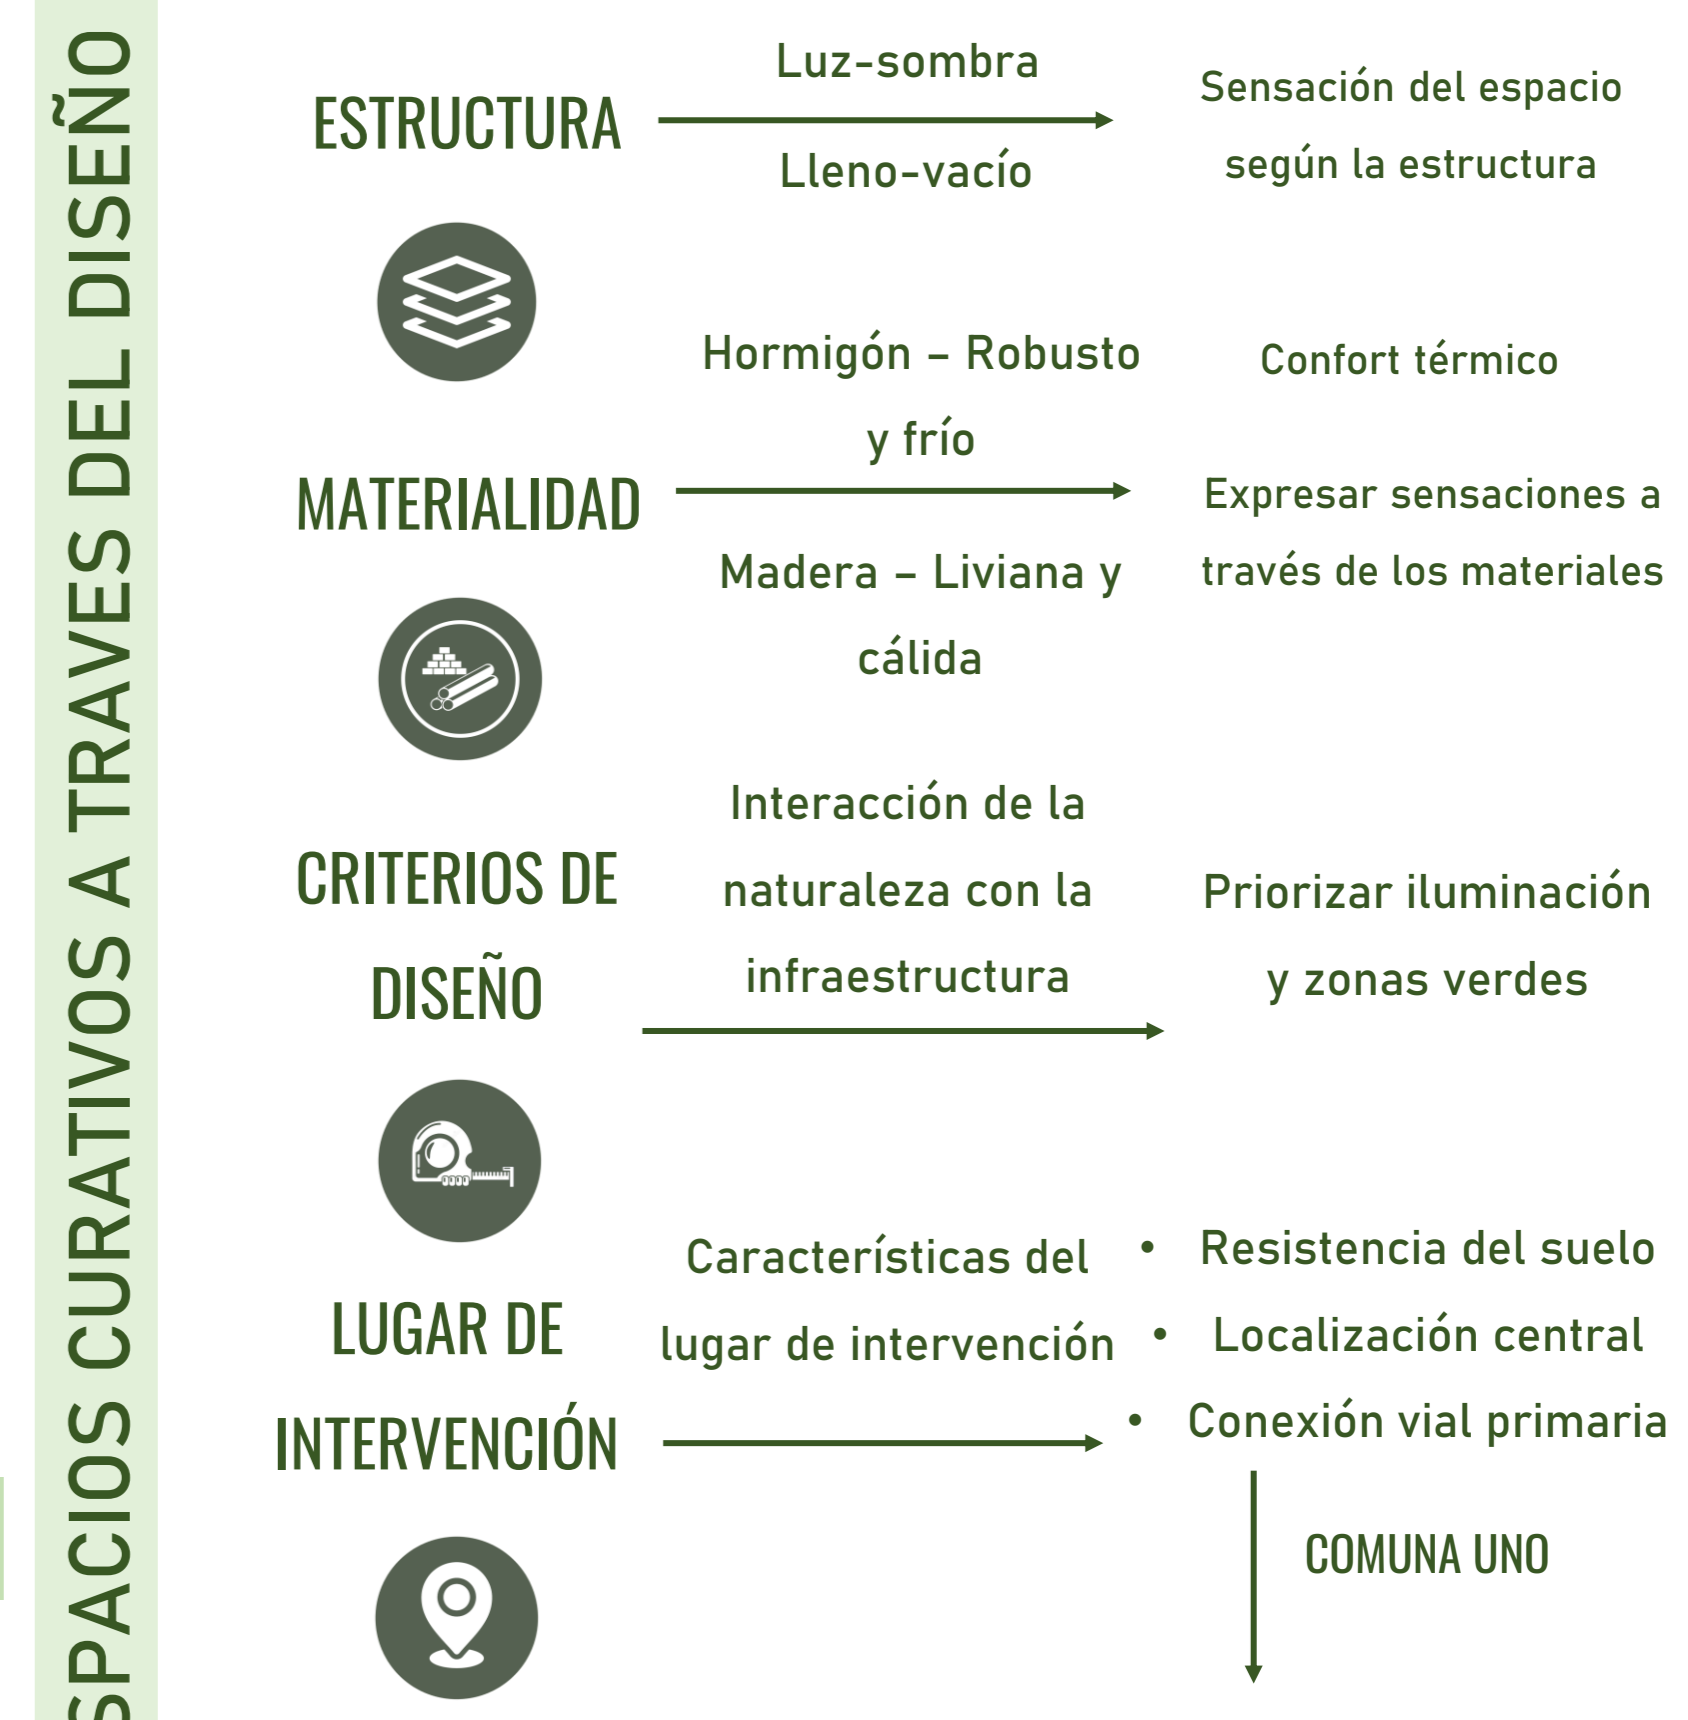 SPACIOS CURATIVOS A TRAVES DEL DISEÑO
ESTRUCTURA
Luz-sombra
Lleno-vacío
Sensación del espacio
según la estructura
MATERIALIDAD
Hormigón – Robusto
y frío
Madera – Liviana y
cálida
Confort térmico
Expresar sensaciones a
través de los materiales
CRITERIOS DE
DISEÑO
Interacción de la
naturaleza con la
infraestructura
Priorizar iluminación
y zonas verdes
LUGAR DE
INTERVENCIÓN
Características del
lugar de intervención
• Resistencia del suelo
• Localización central
• Conexión vial primaria
COMUNA UNO